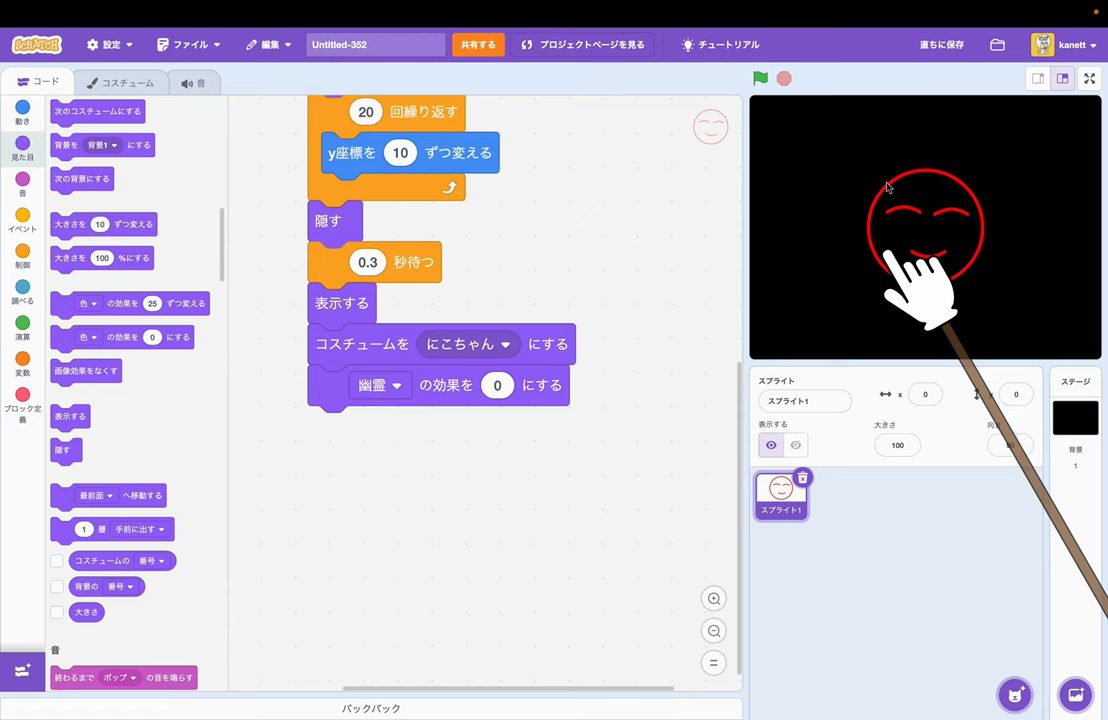 SCRATCH
設定
ファイル
編集
Untitled-352
共有する
プロジェクトページを見る
チュートリアル
直ちに保存
kanett
コード
コスチューム
音
動き
見た目
音
イベント
制御
調べる
演算
変数
ブロック定義
次のコスチュームにする
背景を 背景1 にする
次の背景にする
大きさを 10 ずつ変える
大きさを 100 %にする
色 の効果を 25 ずつ変える
色 の効果を 0 にする
画像効果をなくす
表示する
隠す
最前面 へ移動する
1 層 手前に出す
コスチュームの 番号
背景の 番号
大きさ
音
終わるまで ポップ の音を鳴らす
20 回繰り返す
y座標を 10 ずつ変える
隠す
0.3 秒待つ
表示する
コスチュームを にこちゃん にする
幽霊 の効果を 0 にする
バックパック
スプライト
スプライト1
x 0
0
表示する
大きさ
100
向
スプライト1
ステージ
背景
1